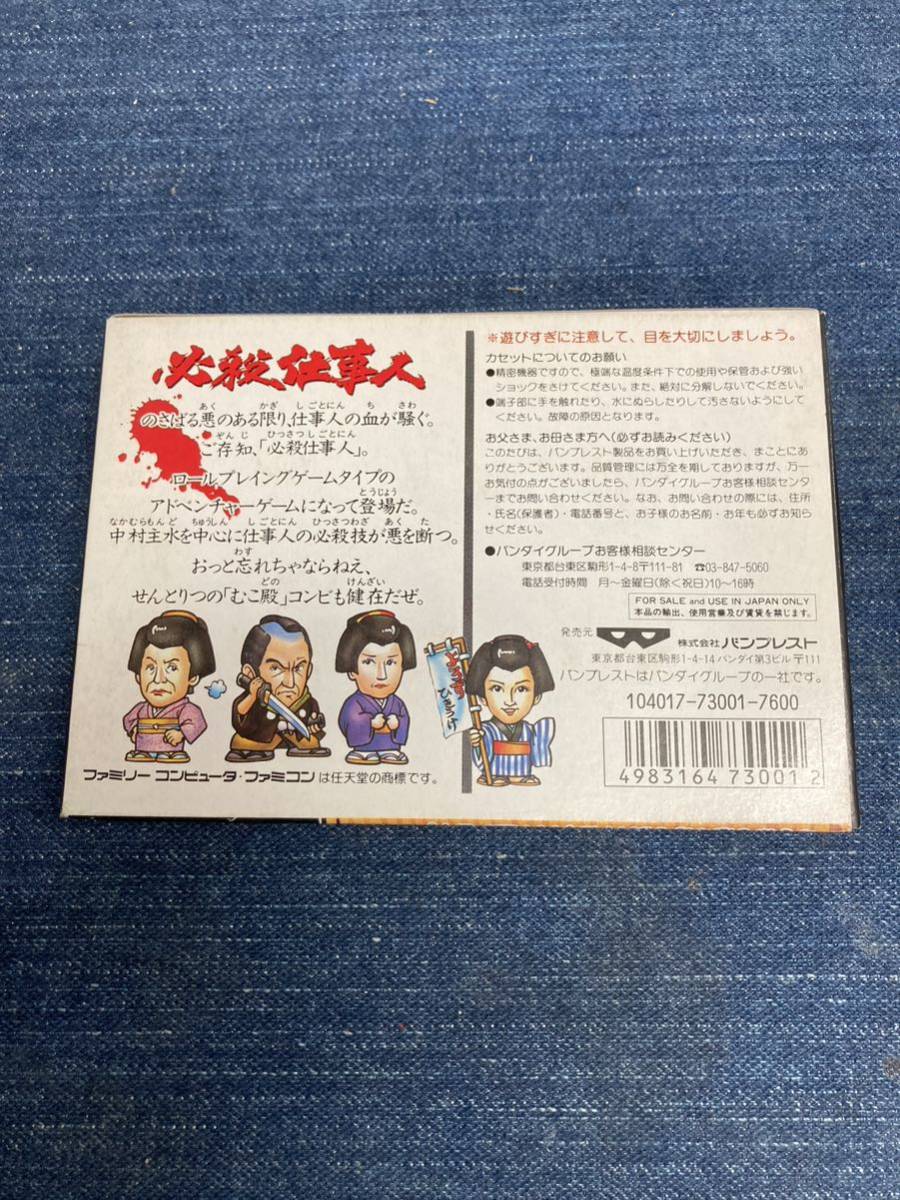 必殺仕事人
のさばる悪のある限り、仕事人の血が騒ぐ。
ご存知、「必殺仕事人」。
ロールプレイングゲームタイプの
アドベンチャーゲームになって登場だ。
中村主水を中心に仕事人の必殺技が悪を断つ。
おっと忘れちゃならねえ、
せんとりつの「むこ殿」コンビも健在だぜ。
ファミリー コンピュータ・ファミコンは任天堂の商標です。
※遊びすぎに注意して、目を大切にしましょう。
カセットについてのお願い
●精密機器ですので、極端な温度条件下での使用や保管および強い
ショックをさけてください。また、絶対に分解しないでください。
●端子部に手を触れたり、水にぬらしたりして汚さないようにして
ください。故障の原因となります。
お父さま、お母さま方へ(必ずお読みください)
このたびは、バンプレスト製品をお買い上げいただき、まことにあ
りがとうございます。品質管理には万全を期しておりますが、万一
お気付の点がございましたら、バンダイグループお客様相談センタ
ーまでお問い合わせください。なお、お問い合わせの際には、住所
・氏名(保護者)・電話番号と、お子様のお名前・お年も必ずお知ら
せください。
●バンダイグループお客様相談センター
東京都台東区駒形1-4-8〒111-81 ☎03-847-5060
電話受付時間 月〜金曜日(除く祝日)10〜16時
FOR SALE and USE IN JAPAN ONLY
本品の輸出、使用営業及び賃貸を禁じます。
発売元 株式会社 バンプレスト
東京都台東区駒形1-4-14バンダイ第3ビル 〒111
バンプレストはバンダイグループの一社です。
104017-73001-7600
4983164 73001 2